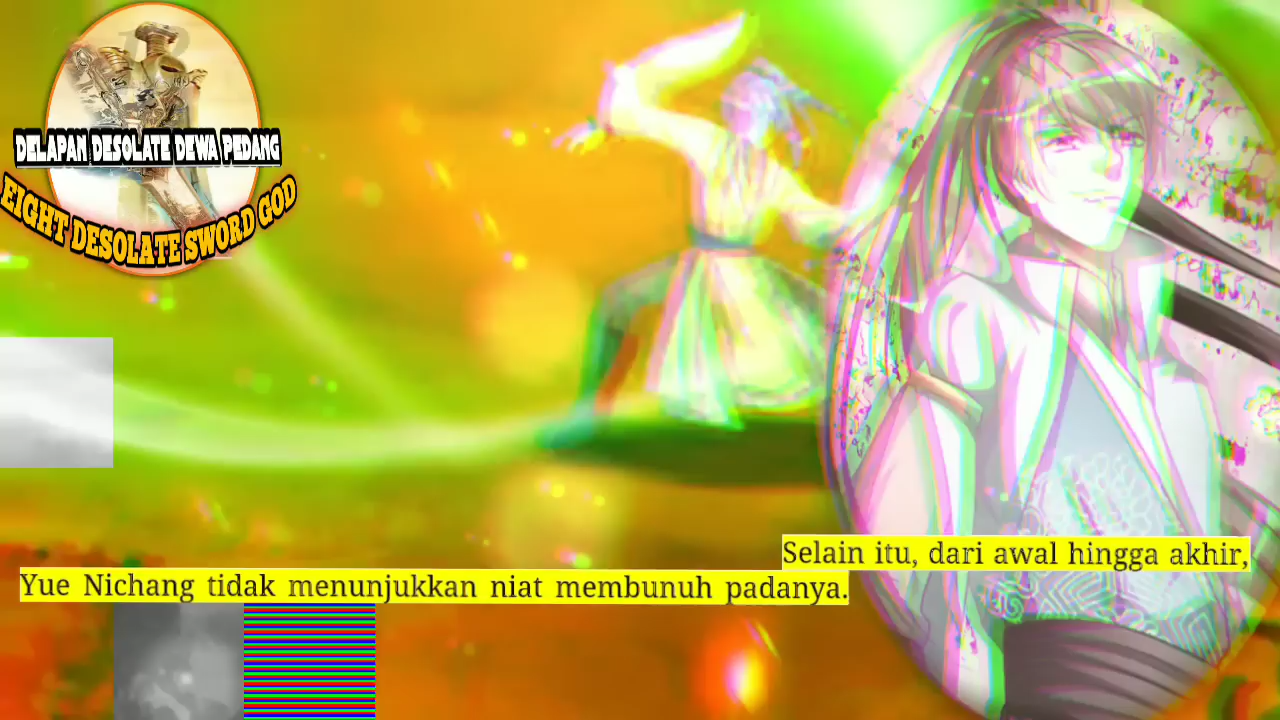 DELAPAN DESOLATE DEWA PEDANG
EIGHT DESOLATE SWORD GOD
Selain itu, dari awal hingga akhir,
Yue Nichang tidak menunjukkan niat membunuh padanya.